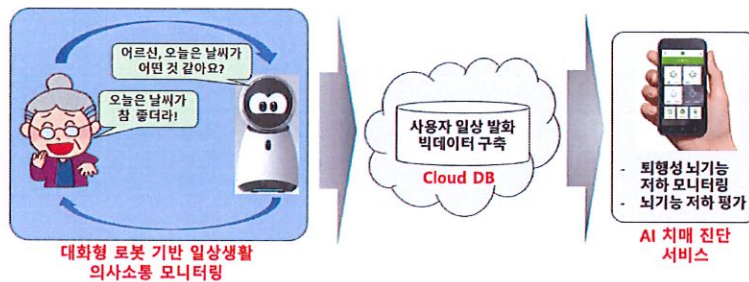 어르신, 오늘은 날씨가
어떤 것 같아요?
오늘은 날씨가
참 좋더라!
대화형 로봇 기반 일상생활
의사소통 모니터링
사용자 일상 발화
빅데이터 구축
Cloud DB
- 퇴행성 뇌기능
저하 모니터링
- 뇌기능 저하 평가
AI 치매 진단
서비스